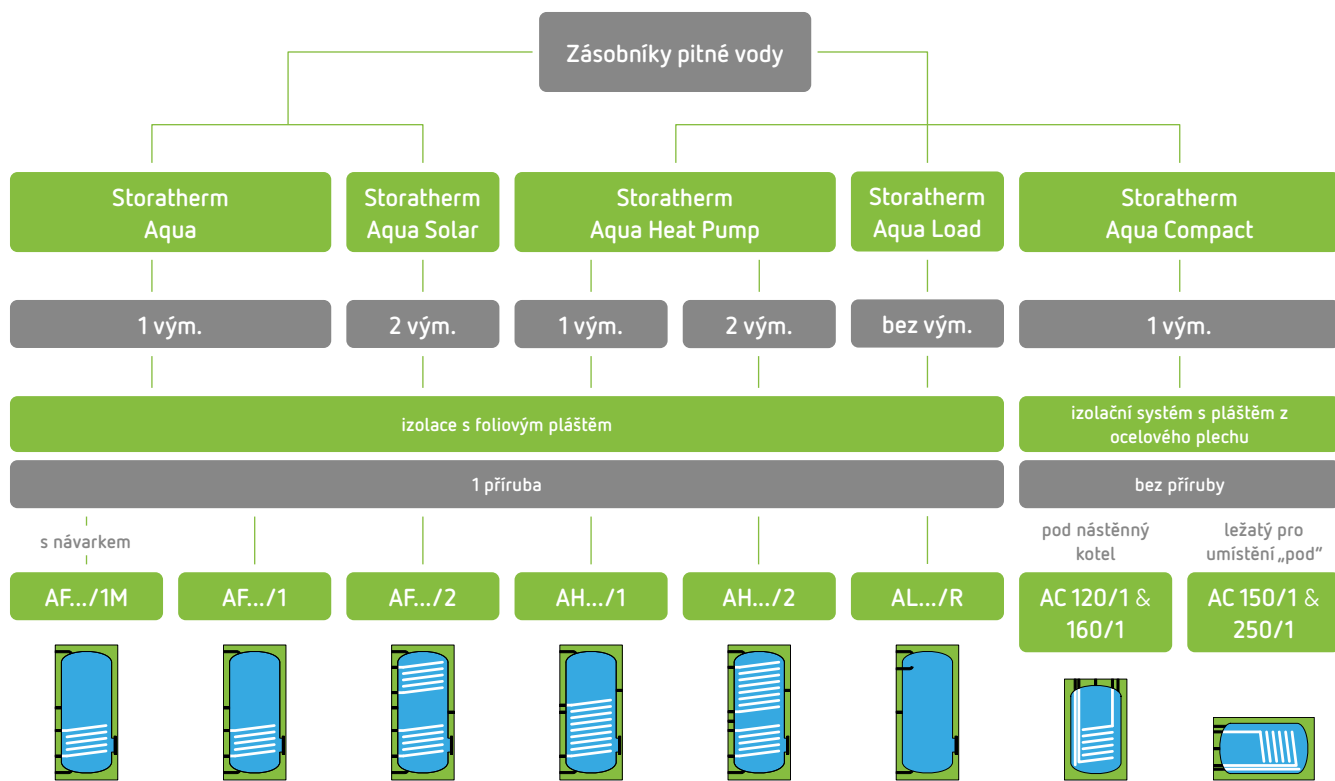 Zásobníky pitné vody
Storatherm
Aqua
Storatherm
Aqua Solar
Storatherm
Aqua Heat Pump
Storatherm
Aqua Load
Storatherm
Aqua Compact
1 vým.
2 vým.
1 vým.
2 vým.
bez vým.
1 vým.
izolace s foliovým pláštěm
izolační systém s pláštěm z
ocelového plechu
1 příruba
bez příruby
s návarkem
pod nástěnný
kotel
ležatý pro
umístění „pod“
AF.../1M
AF.../1
AF.../2
AH.../1
AH.../2
AL.../R
AC 120/1 &
160/1
AC 150/1 &
250/1